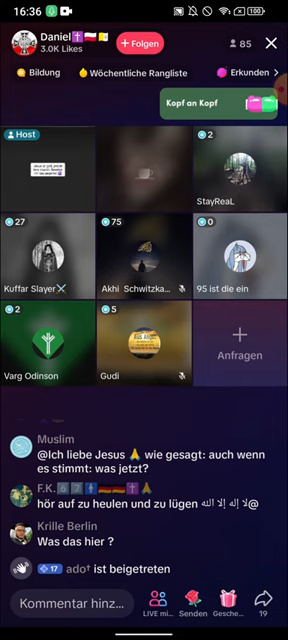 16:36
100
Daniel✝️🇵🇱🇻🇦
3.0K Likes
+ Folgen
85
Bildung
Wöchentliche Rangliste
Erkunden >
Kopf an Kopf
Host
2
StayReaL
27
Kuffar Slayer⚔
75
Akhi Schwitzka...
0
95 ist die ein
2
Varg Odinson
5
Gudi
Anfragen
Muslim
@Ich liebe Jesus 🙏 wie gesagt: auch wenn
es stimmt: was jetzt?
F.K.
hör auf zu heulen und zu lügen لا إله إلا الله@
Krille Berlin
Was das hier ?
17 ado† ist beigetreten
Kommentar hinz...
LIVE mi...
Senden
Gesche...
19